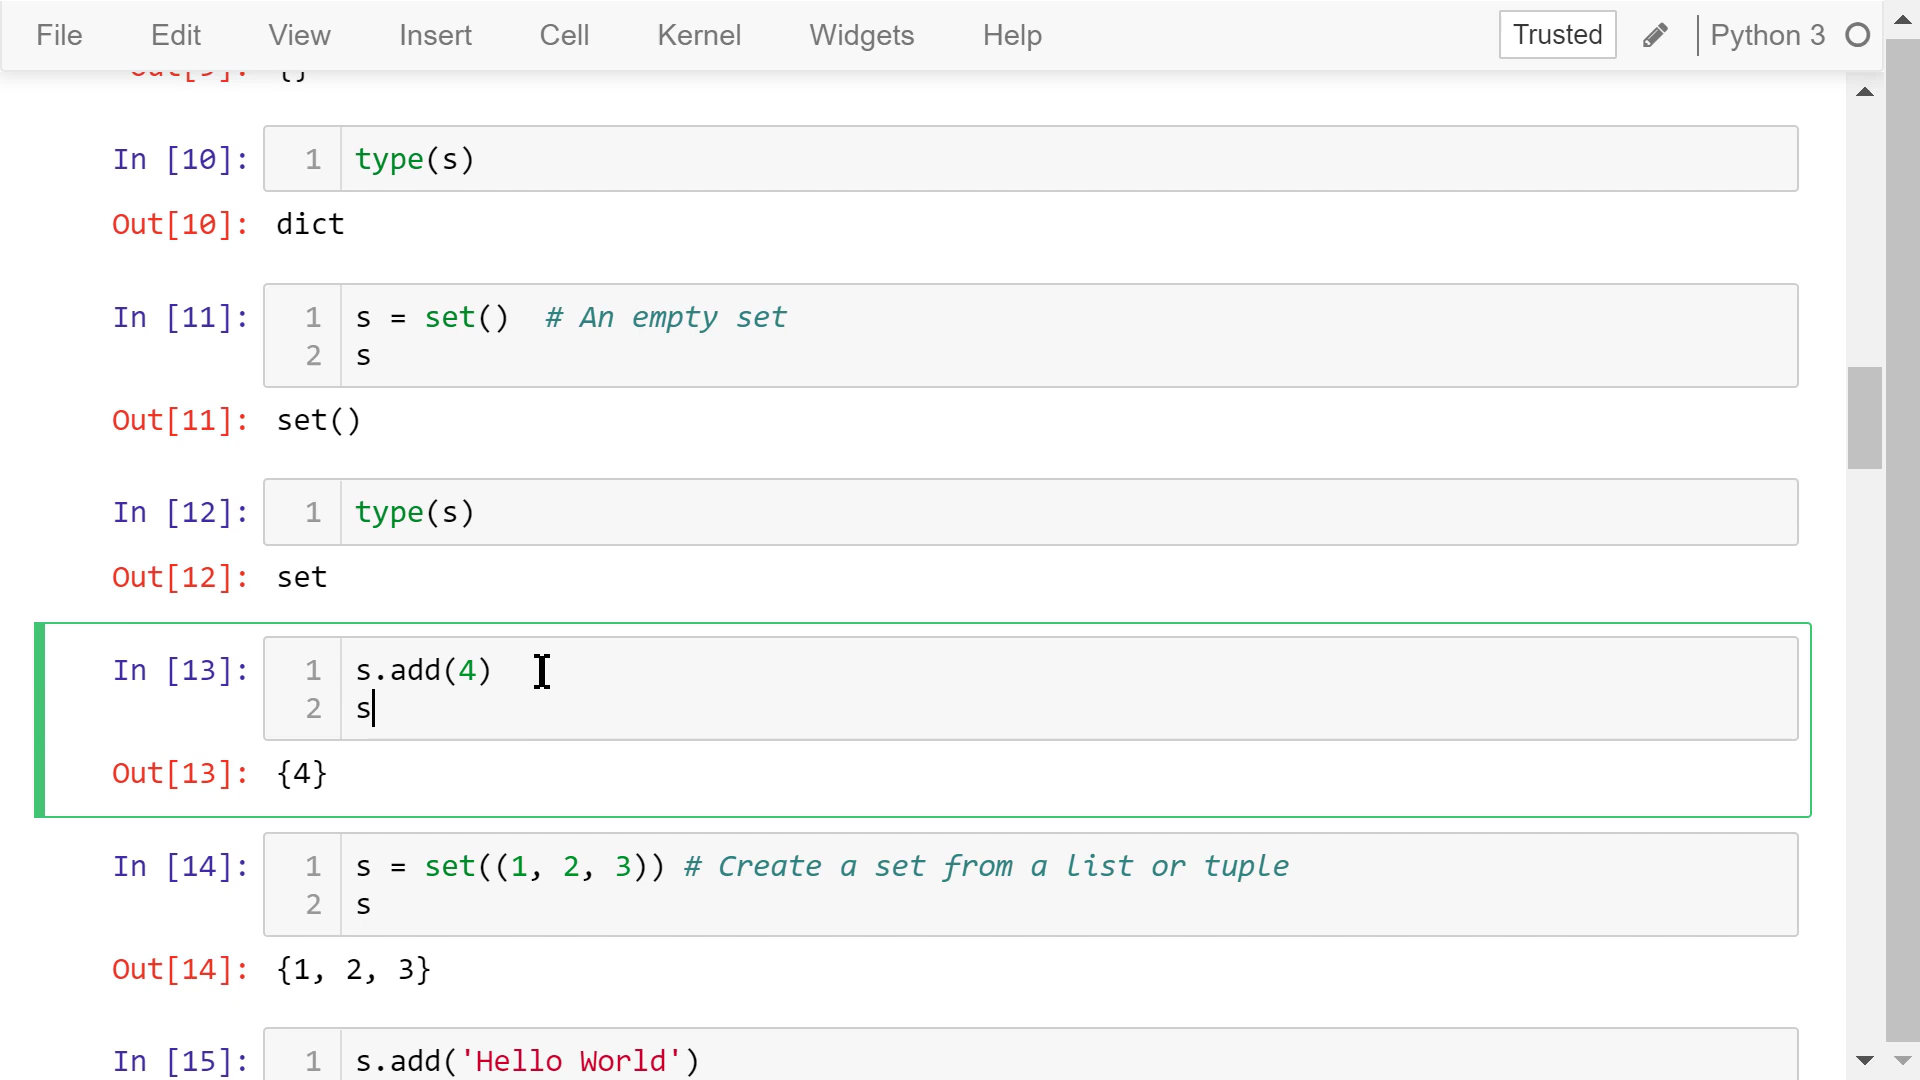 File Edit View Insert Cell Kernel Widgets Help Trusted Python 3
Out[9]: {}
In [10]: 1 type(s)
Out[10]: dict
In [11]: 1 s = set()  # An empty set
2 s
Out[11]: set()
In [12]: 1 type(s)
Out[12]: set
In [13]: 1 s.add(4)
2 s
Out[13]: {4}
In [14]: 1 s = set((1, 2, 3)) # Create a set from a list or tuple
2 s
Out[14]: {1, 2, 3}
In [15]: 1 s.add('Hello World')